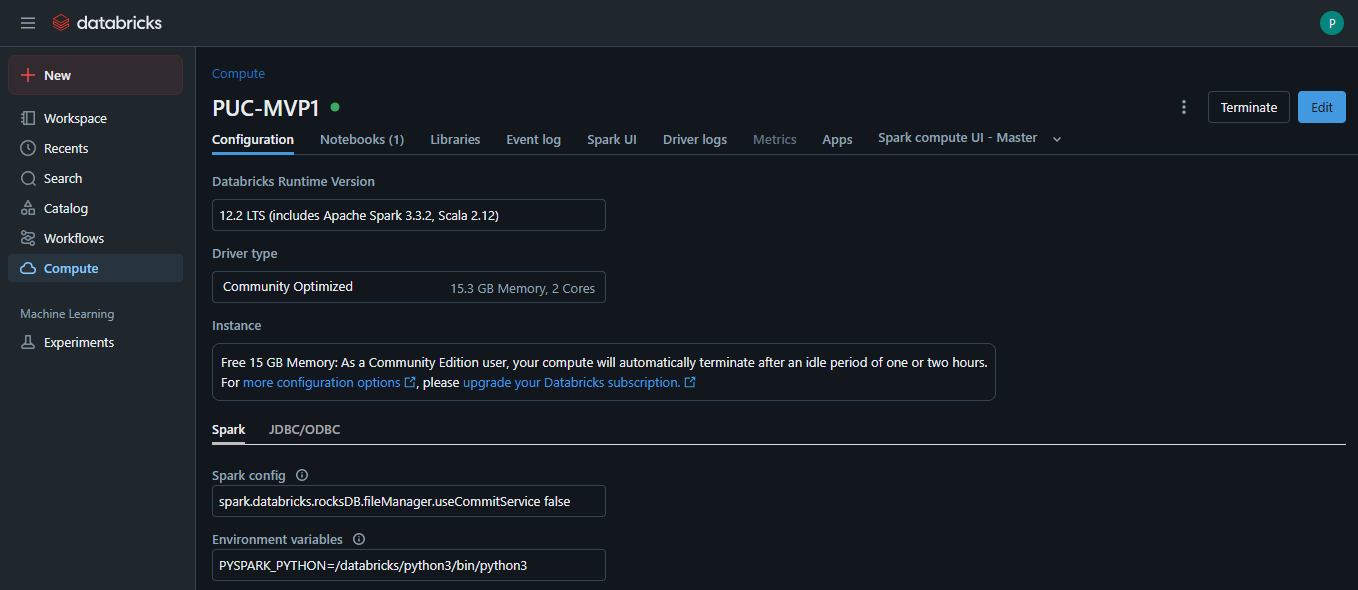 databricks
P
New
Workspace
Recents
Search
Catalog
Workflows
Compute
Machine Learning
Experiments
Compute
PUC-MVP1
Terminate
Edit
Configuration
Notebooks (1)
Libraries
Event log
Spark UI
Driver logs
Metrics
Apps
Spark compute UI - Master
Databricks Runtime Version
12.2 LTS (includes Apache Spark 3.3.2, Scala 2.12)
Driver type
Community Optimized 15.3 GB Memory, 2 Cores
Instance
Free 15 GB Memory: As a Community Edition user, your compute will automatically terminate after an idle period of one or two hours.
For more configuration options, please upgrade your Databricks subscription.
Spark
JDBC/ODBC
Spark config
spark.databricks.rocksDB.fileManager.useCommitService false
Environment variables
PYSPARK_PYTHON=/databricks/python3/bin/python3